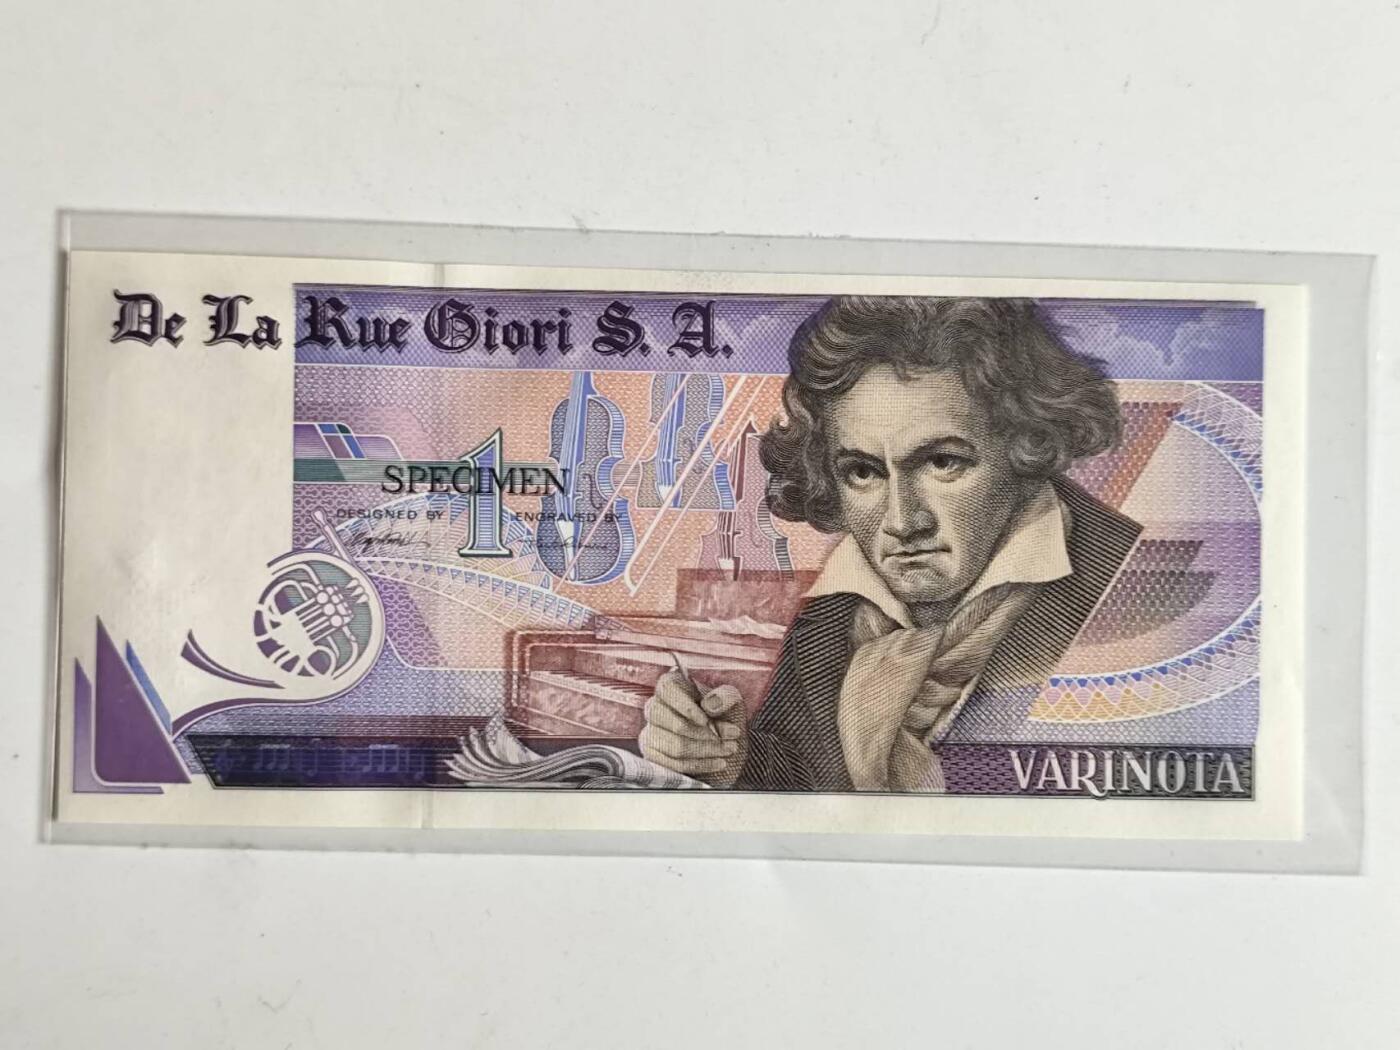 De La Rue Giori S. A.
SPECIMEN
1
DESIGNED BY ENGRAVED BY
VARINOTA